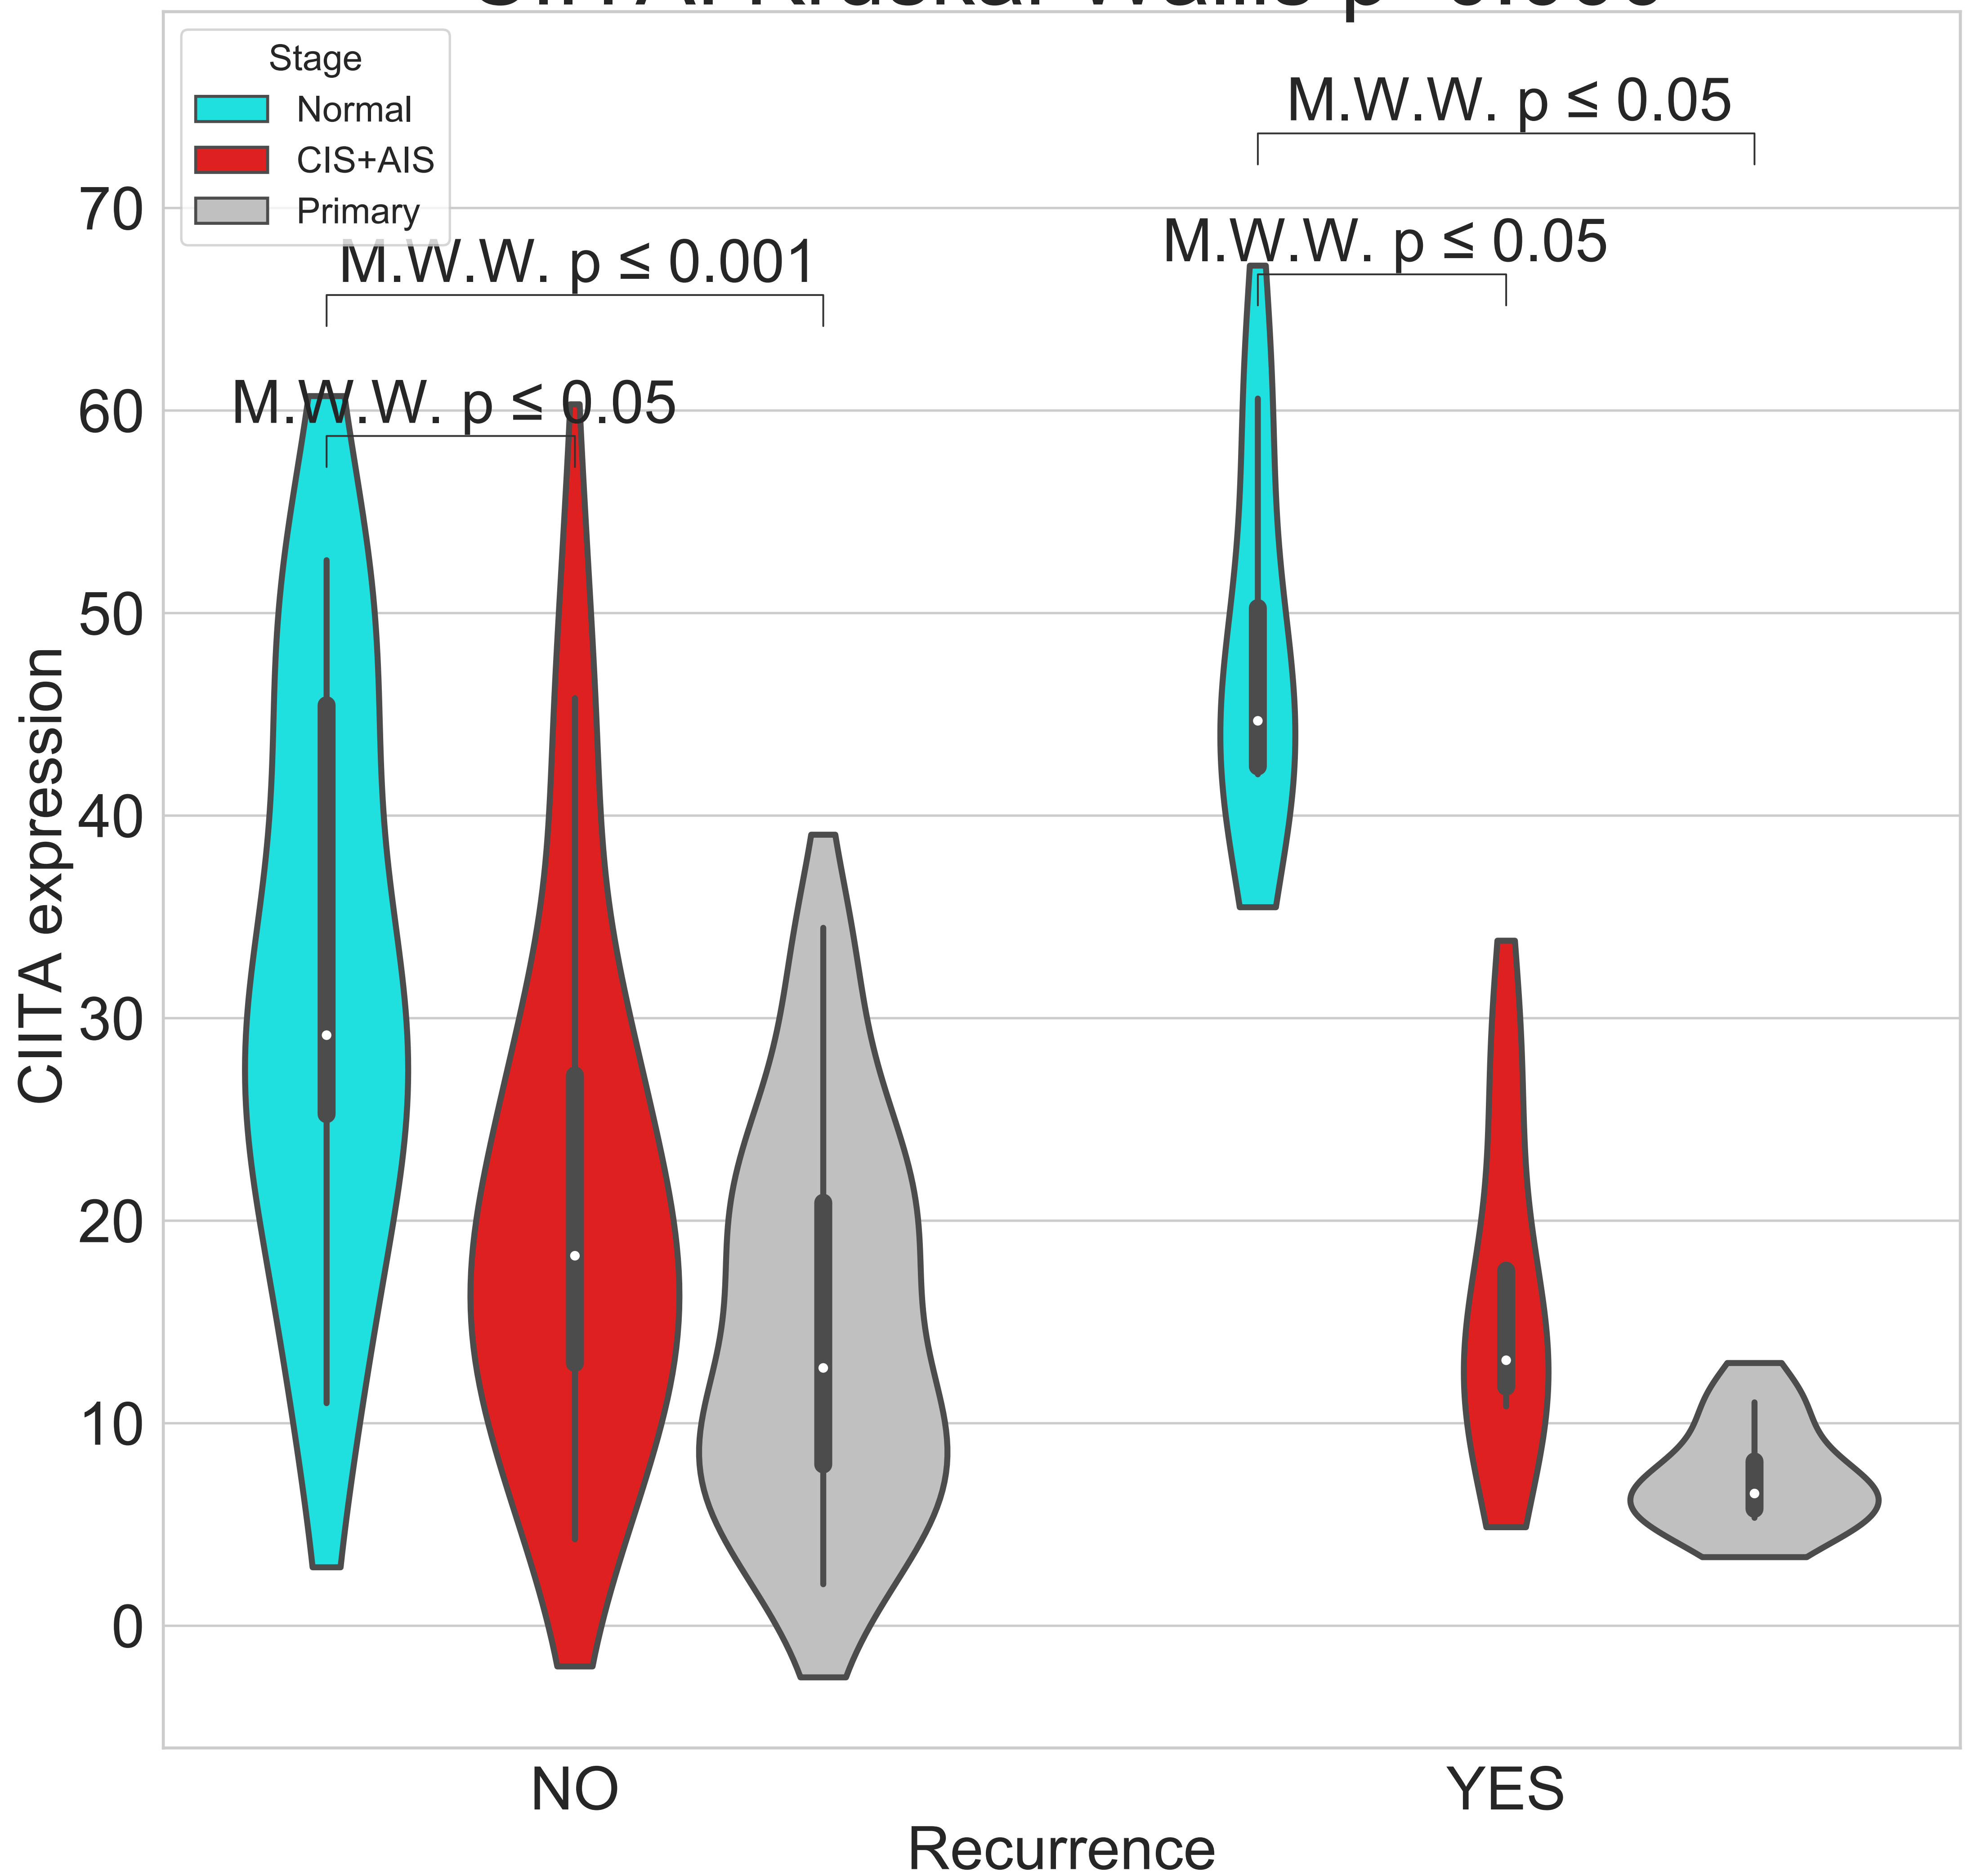 Stage
Normal
CIS+AIS
Primary
M.W.W. p ≤ 0.05
M.W.W. p ≤ 0.05
M.W.W. p ≤ 0.001
M.W.W. p ≤ 0.05
70
60
50
40
30
20
10
0
CIITA expression
NO
YES
Recurrence